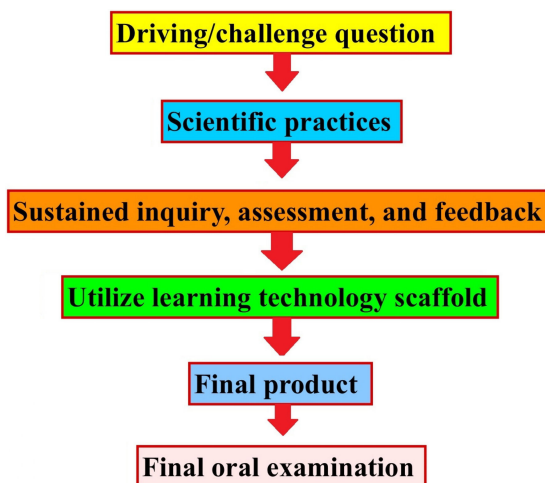 Driving/challenge question
Scientific practices
Sustained inquiry, assessment, and feedback
Utilize learning technology scaffold
Final product
Final oral examination